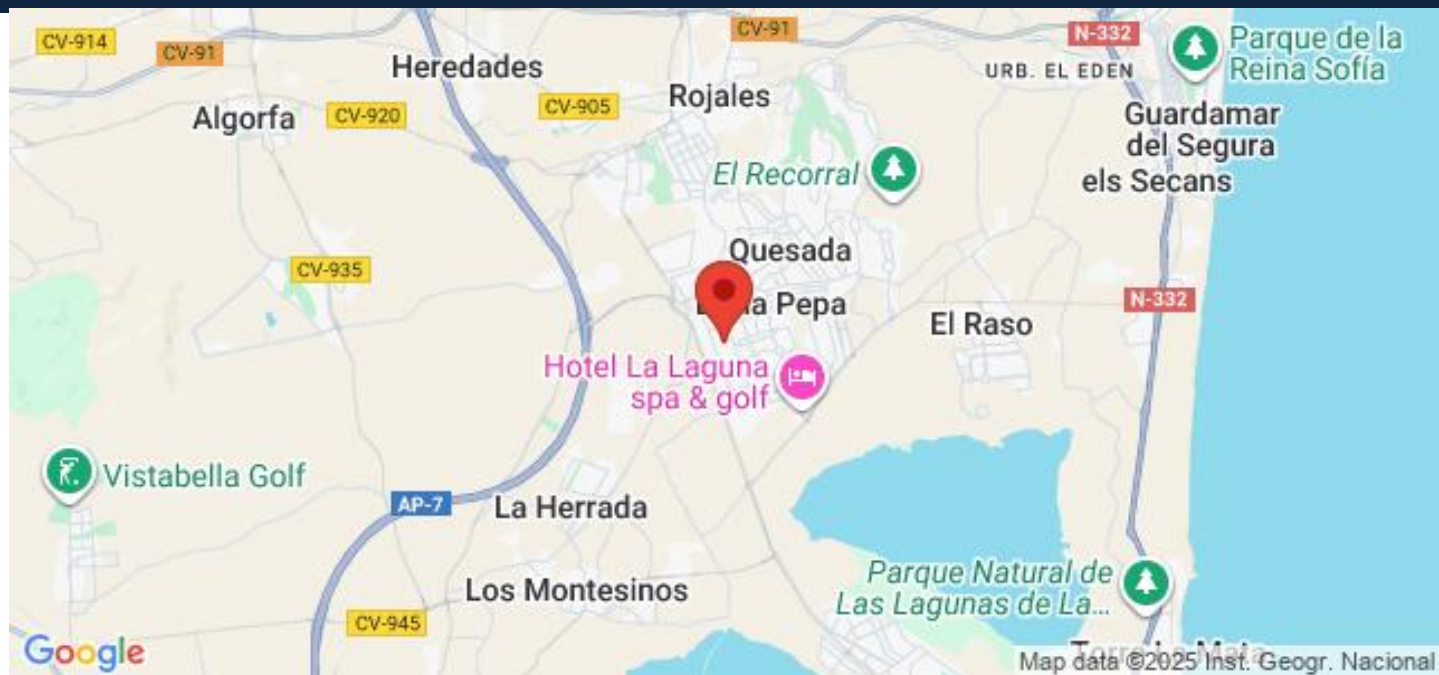 CV-914
CV-91
Heredades
CV-91
N-332
Parque de la
Reina Sofía
URB. EL EDEN
Algorfa
CV-920
CV-905
Rojales
Guardamar
del Segura
els Secans
El Recorral
Quesada
CV-935
Pepa
N-332
El Raso
Hotel La Laguna
spa & golf
Vistabella Golf
AP-7
La Herrada
Los Montesinos
Parque Natural de
Las Lagunas de La...
CV-945
Google
Map data ©2025 Inst. Geogr. Nacional